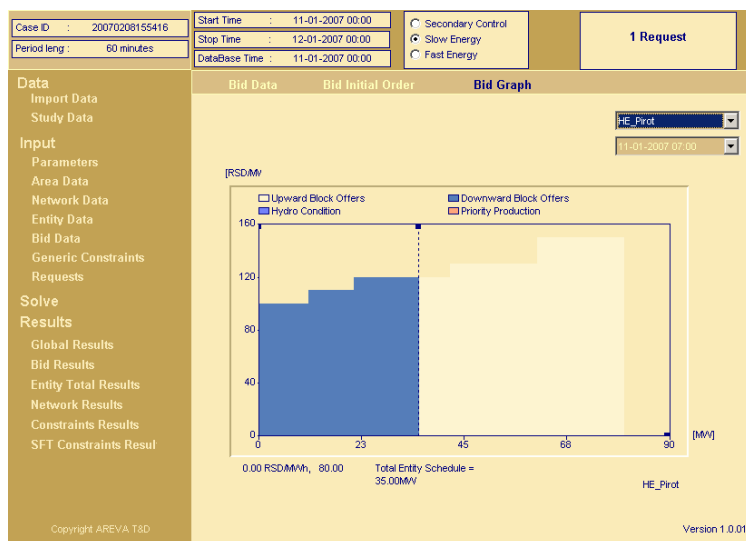 Case ID : 20070208155416
Period leng : 60 minutes
Start Time : 11-01-2007 00:00
Stop Time : 12-01-2007 00:00
DataBase Time : 11-01-2007 00:00
Secondary Control
Slow Energy
Fast Energy
1 Request
Data
Import Data
Study Data
Input
Parameters
Area Data
Network Data
Entity Data
Bid Data
Generic Constraints
Requests
Solve
Results
Global Results
Bid Results
Entity Total Results
Network Results
Constraints Results
SFT Constraints Resul
Copyright AREVA T&D
Bid Data Bid Initial Order Bid Graph
HE_Pirot
11-01-2007 07:00
[RSD/MW
Upward Block Offers Downward Block Offers
Hydro Condition Priority Production
160
120
80
40
0
0 23 45 68 90 [MW]
0.00 RSD/MWh, 80.00 Total Entity Schedule =
35.00MW
HE_Pirot
Version 1.0.01